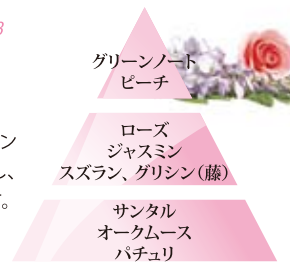 グリーンノート
ピーチ
ローズ
ジャスミン
スズラン、グリシン(藤)
サンタル
オークムース
パチュリ
ン
、
。